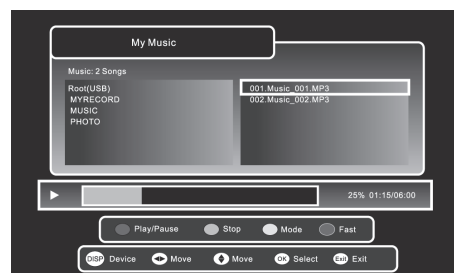 My Music
Music: 2 Songs
Root(USB)
MYRECORD
MUSIC
PHOTO
001.Music_001.MP3
002.Music_002.MP3
25% 01:15/06:00
Play/Pause Stop Mode Fast
DISP Device Move Move OK Select Exit Exit